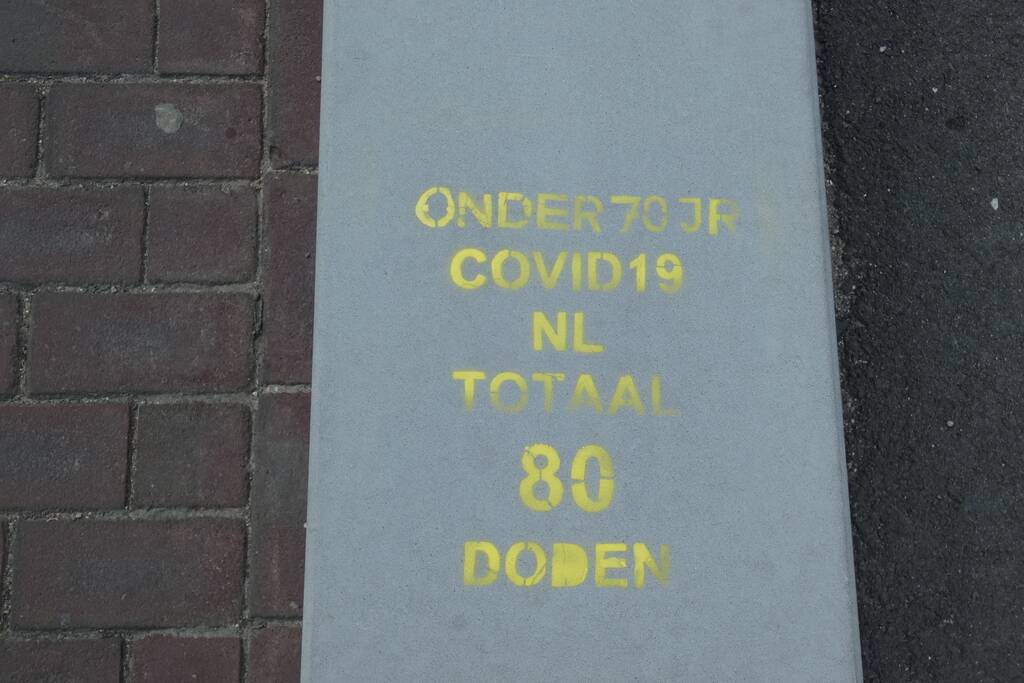 ONDER 70 JR
COVID19
NL
TOTAAL
80
DODEN